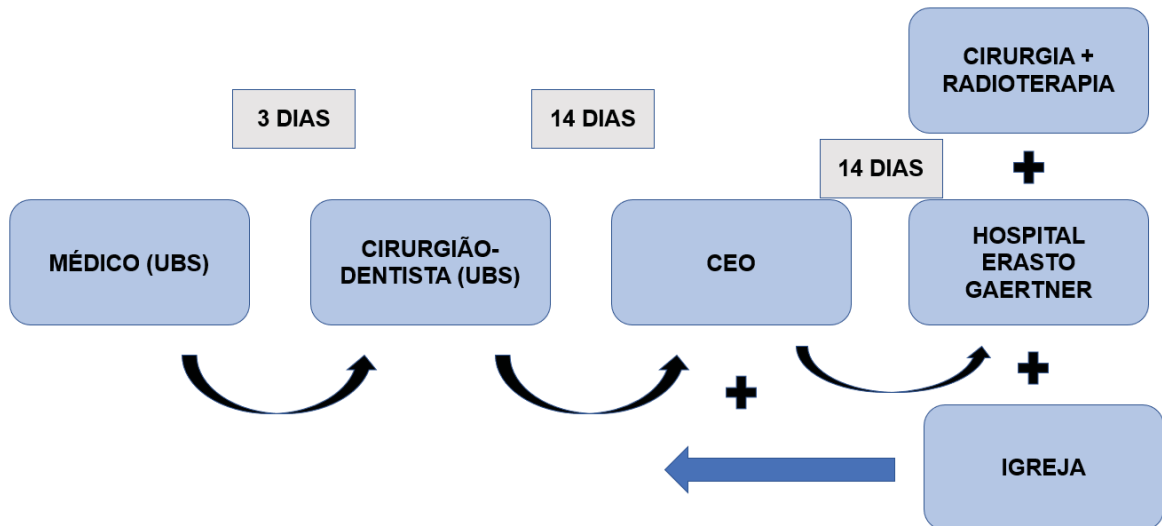 CIRURGIA +
RADIOTERAPIA
3 DIAS
14 DIAS
14 DIAS
MÉDICO (UBS)
CIRURGIÃO-
DENTISTA (UBS)
CEO
HOSPITAL
ERASTO
GAERTNER
IGREJA